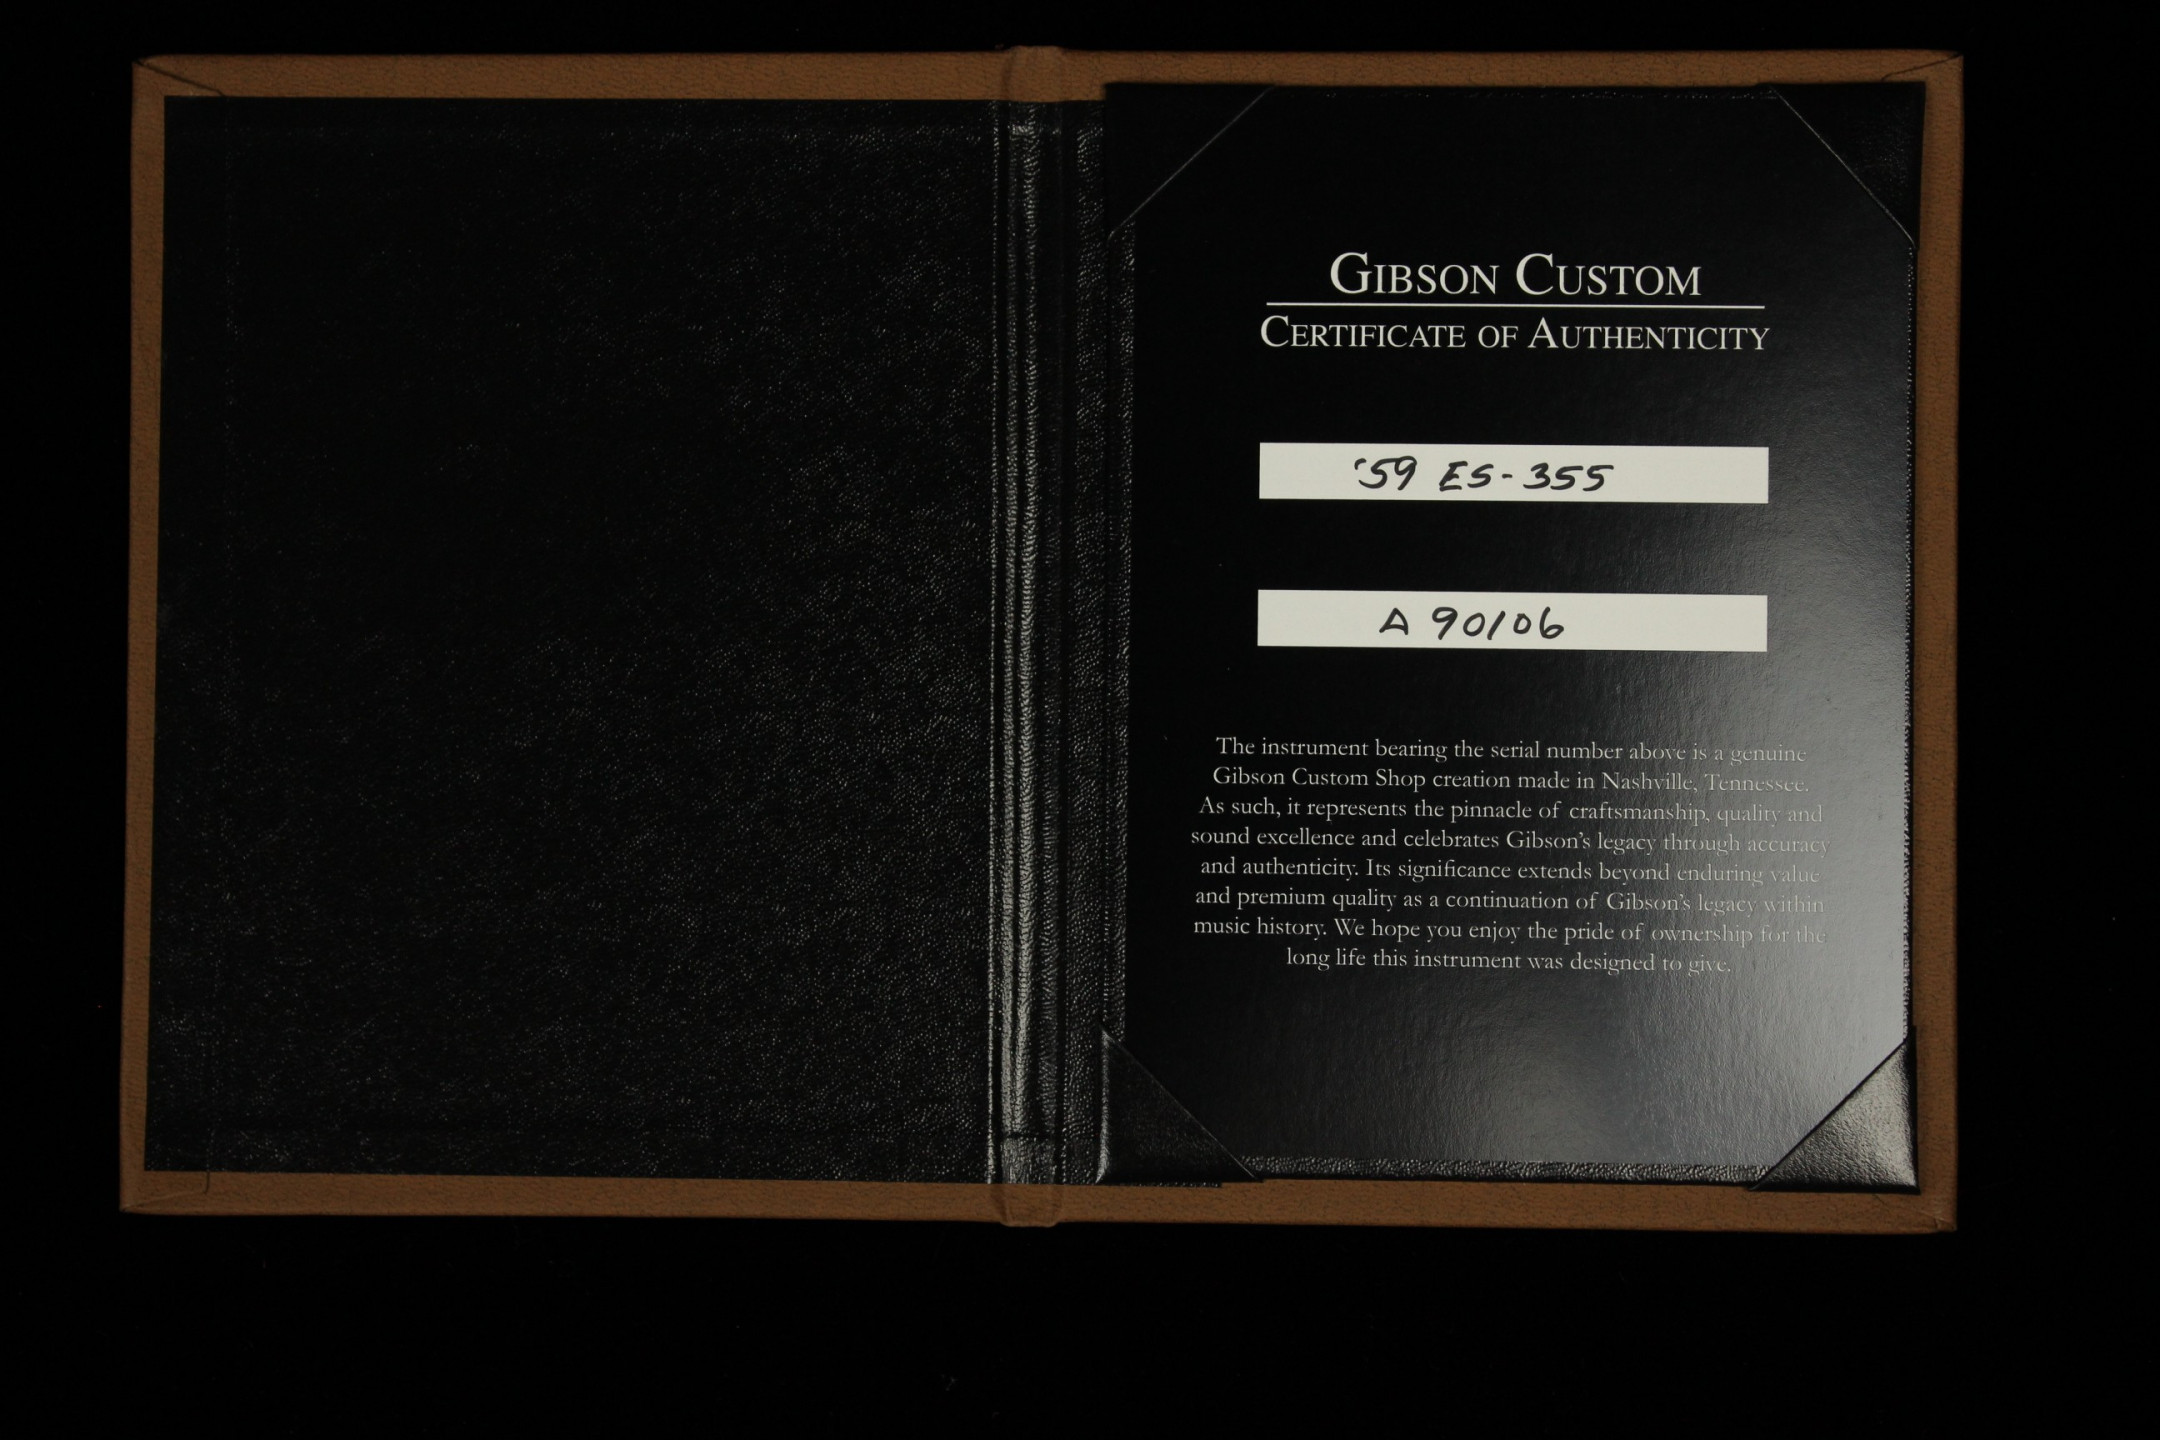 GIBSON CUSTOM
CERTIFICATE OF AUTHENTICITY
'59 ES-355
A 90106
The instrument bearing the serial number above is a genuine
Gibson Custom Shop creation made in Nashville, Tennessee.
As such, it represents the pinnacle of craftsmanship, quality and
sound excellence and celebrates Gibson's legacy through accuracy
and authenticity. Its significance extends beyond enduring value
and premium quality as a continuation of Gibson's legacy within
music history. We hope you enjoy the pride of ownership for the
long life this instrument was designed to give.